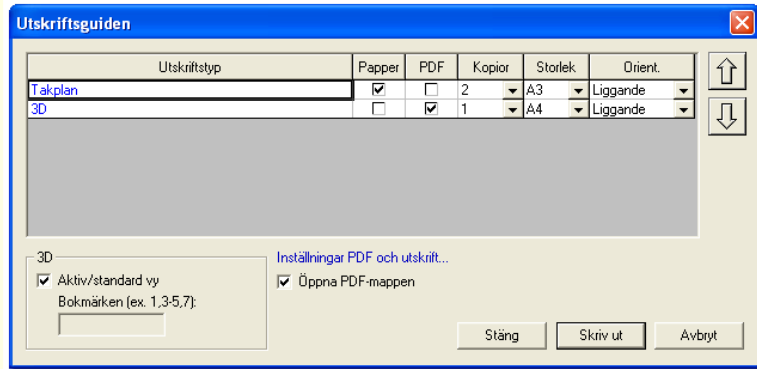 Utskriftsguiden
Utskriftstyp Papper PDF Kopior Storlek Orient.
Takplan 2 A3 Liggande
3D 1 A4 Liggande
3D
Aktiv/standard vy
Bokmärken (ex. 1,3-5,7):
Inställningar PDF och utskrift...
Öppna PDF-mappen
Stäng Skriv ut Avbryt